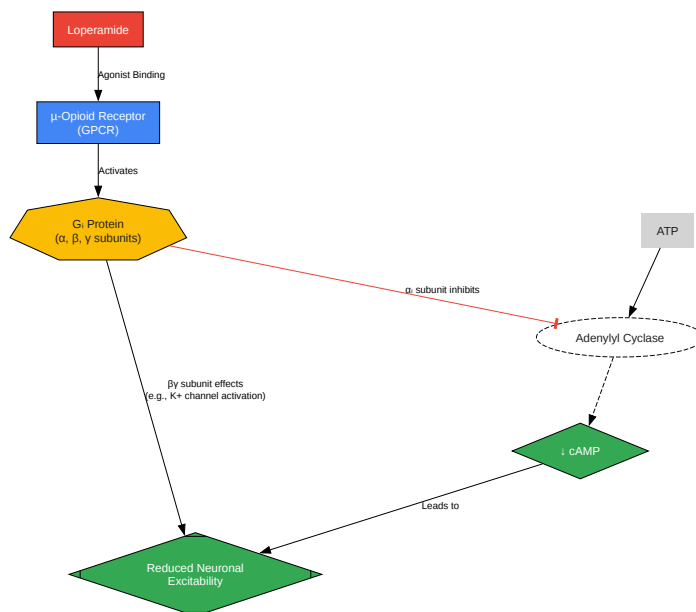 Loperamide
Agonist Binding
µ-Opioid Receptor
(GPCR)
Activates
Gᵢ Protein
(α, β, γ subunits)
ATP
αᵢ subunit inhibits
Adenylyl Cyclase
βγ subunit effects
(e.g., K+ channel activation)
↓ cAMP
Leads to
Reduced Neuronal
Excitability